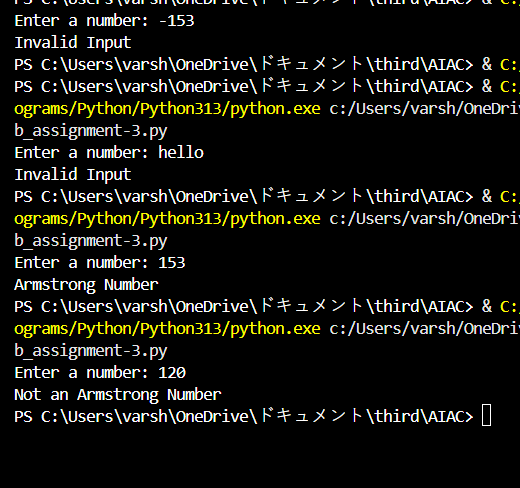 Enter a number: -153
Invalid Input
PS C:\Users\varsh\OneDrive\ドキュメント\third\AIAC> & C:
PS C:\Users\varsh\OneDrive\ドキュメント\third\AIAC> & C:/
ograms/Python/Python313/python.exe c:/Users/varsh/OneDri
b_assignment-3.py
Enter a number: hello
Invalid Input
PS C:\Users\varsh\OneDrive\ドキュメント\third\AIAC> & C:/
ograms/Python/Python313/python.exe c:/Users/varsh/OneDri
b_assignment-3.py
Enter a number: 153
Armstrong Number
PS C:\Users\varsh\OneDrive\ドキュメント\third\AIAC> & C:/
ograms/Python/Python313/python.exe c:/Users/varsh/OneDri
b_assignment-3.py
Enter a number: 120
Not an Armstrong Number
PS C:\Users\varsh\OneDrive\ドキュメント\third\AIAC>